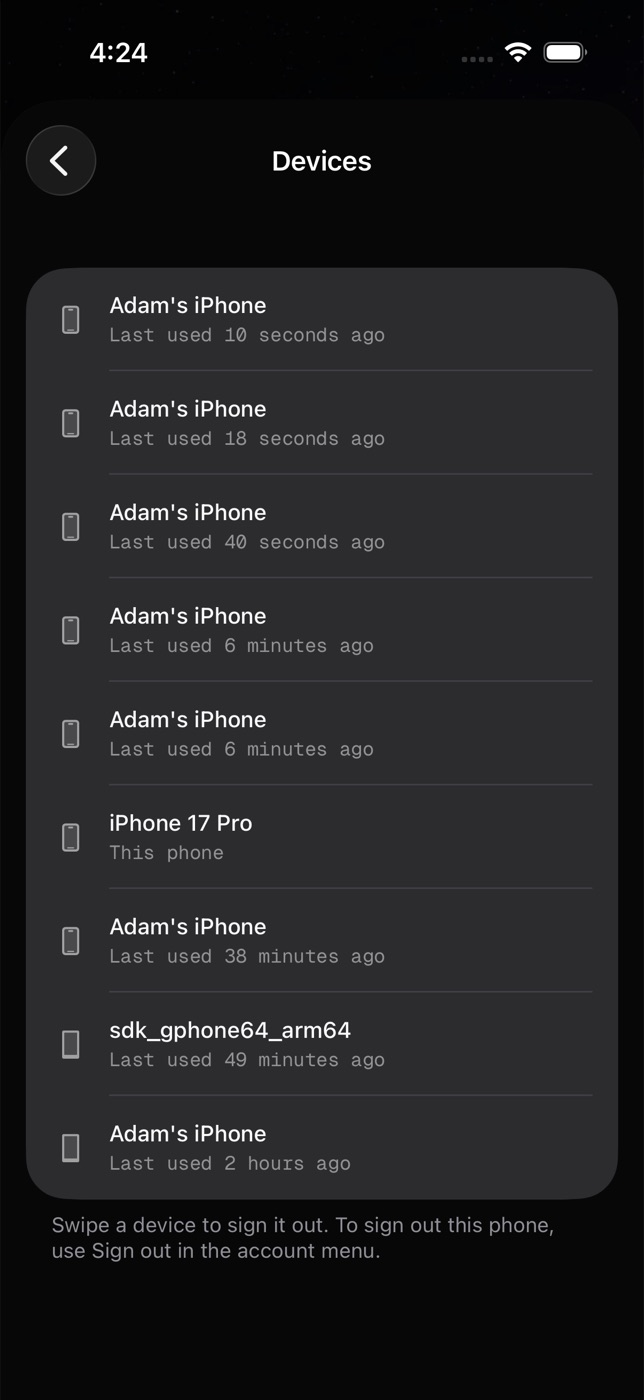 4:24
Devices
Adam's iPhone
Last used 10 seconds ago
Adam's iPhone
Last used 18 seconds ago
Adam's iPhone
Last used 40 seconds ago
Adam's iPhone
Last used 6 minutes ago
Adam's iPhone
Last used 6 minutes ago
iPhone 17 Pro
This phone
Adam's iPhone
Last used 38 minutes ago
sdk_gphone64_arm64
Last used 49 minutes ago
Adam's iPhone
Last used 2 hours ago
Swipe a device to sign it out. To sign out this phone,
use Sign out in the account menu.